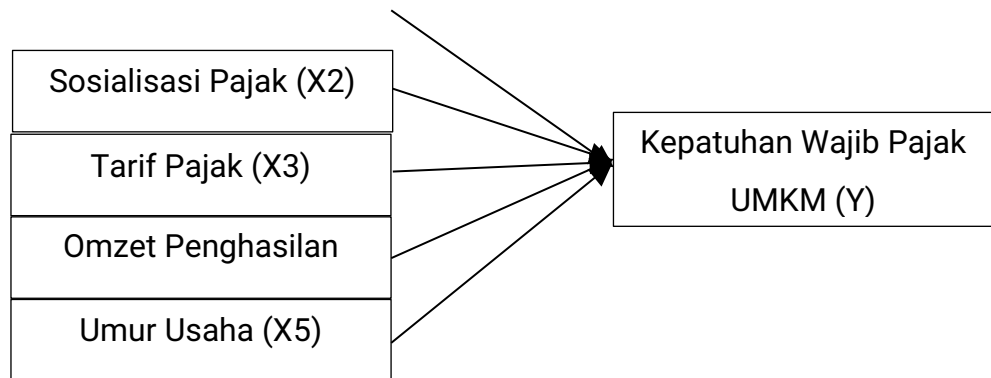 Sosialisasi Pajak (X2)
Tarif Pajak (X3)
Omzet Penghasilan
Umur Usaha (X5)
Kepatuhan Wajib Pajak
UMKM (Y)